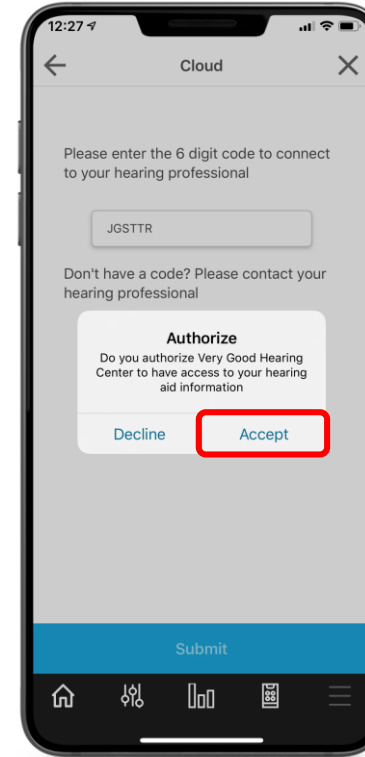 12:27
Cloud
Please enter the 6 digit code to connect
to your hearing professional
JGSTTR
Don't have a code? Please contact your
hearing professional
Authorize
Do you authorize Very Good Hearing
Center to have access to your hearing
aid information
Decline Accept
Submit